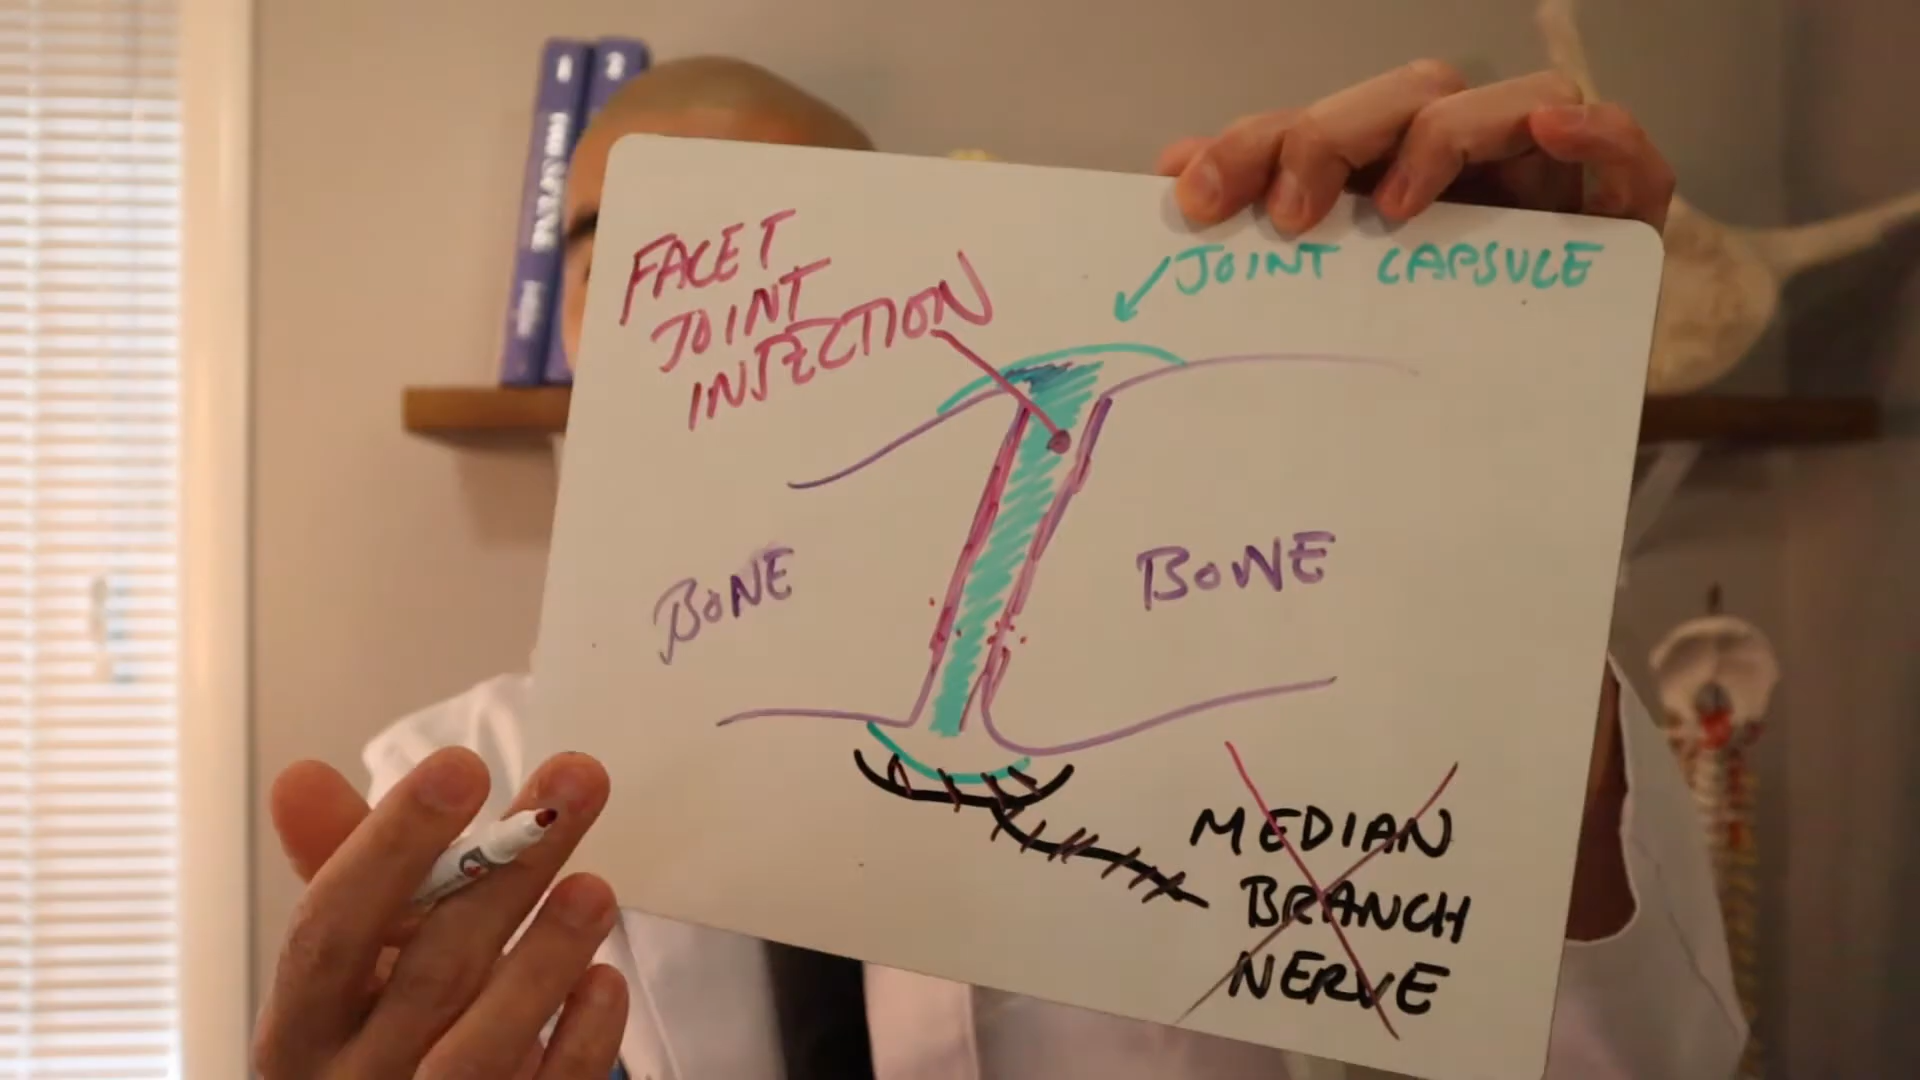 FACET
JOINT
INJECTION
JOINT CAPSULE
BONE
BONE
MEDIAN
BRANCH
NERVE